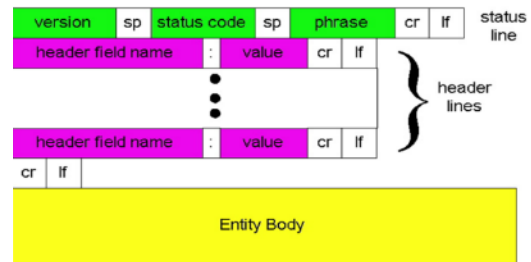 version sp status code sp phrase cr lf status line
header field name : value cr lf
header lines
header field name : value cr lf
cr lf
Entity Body